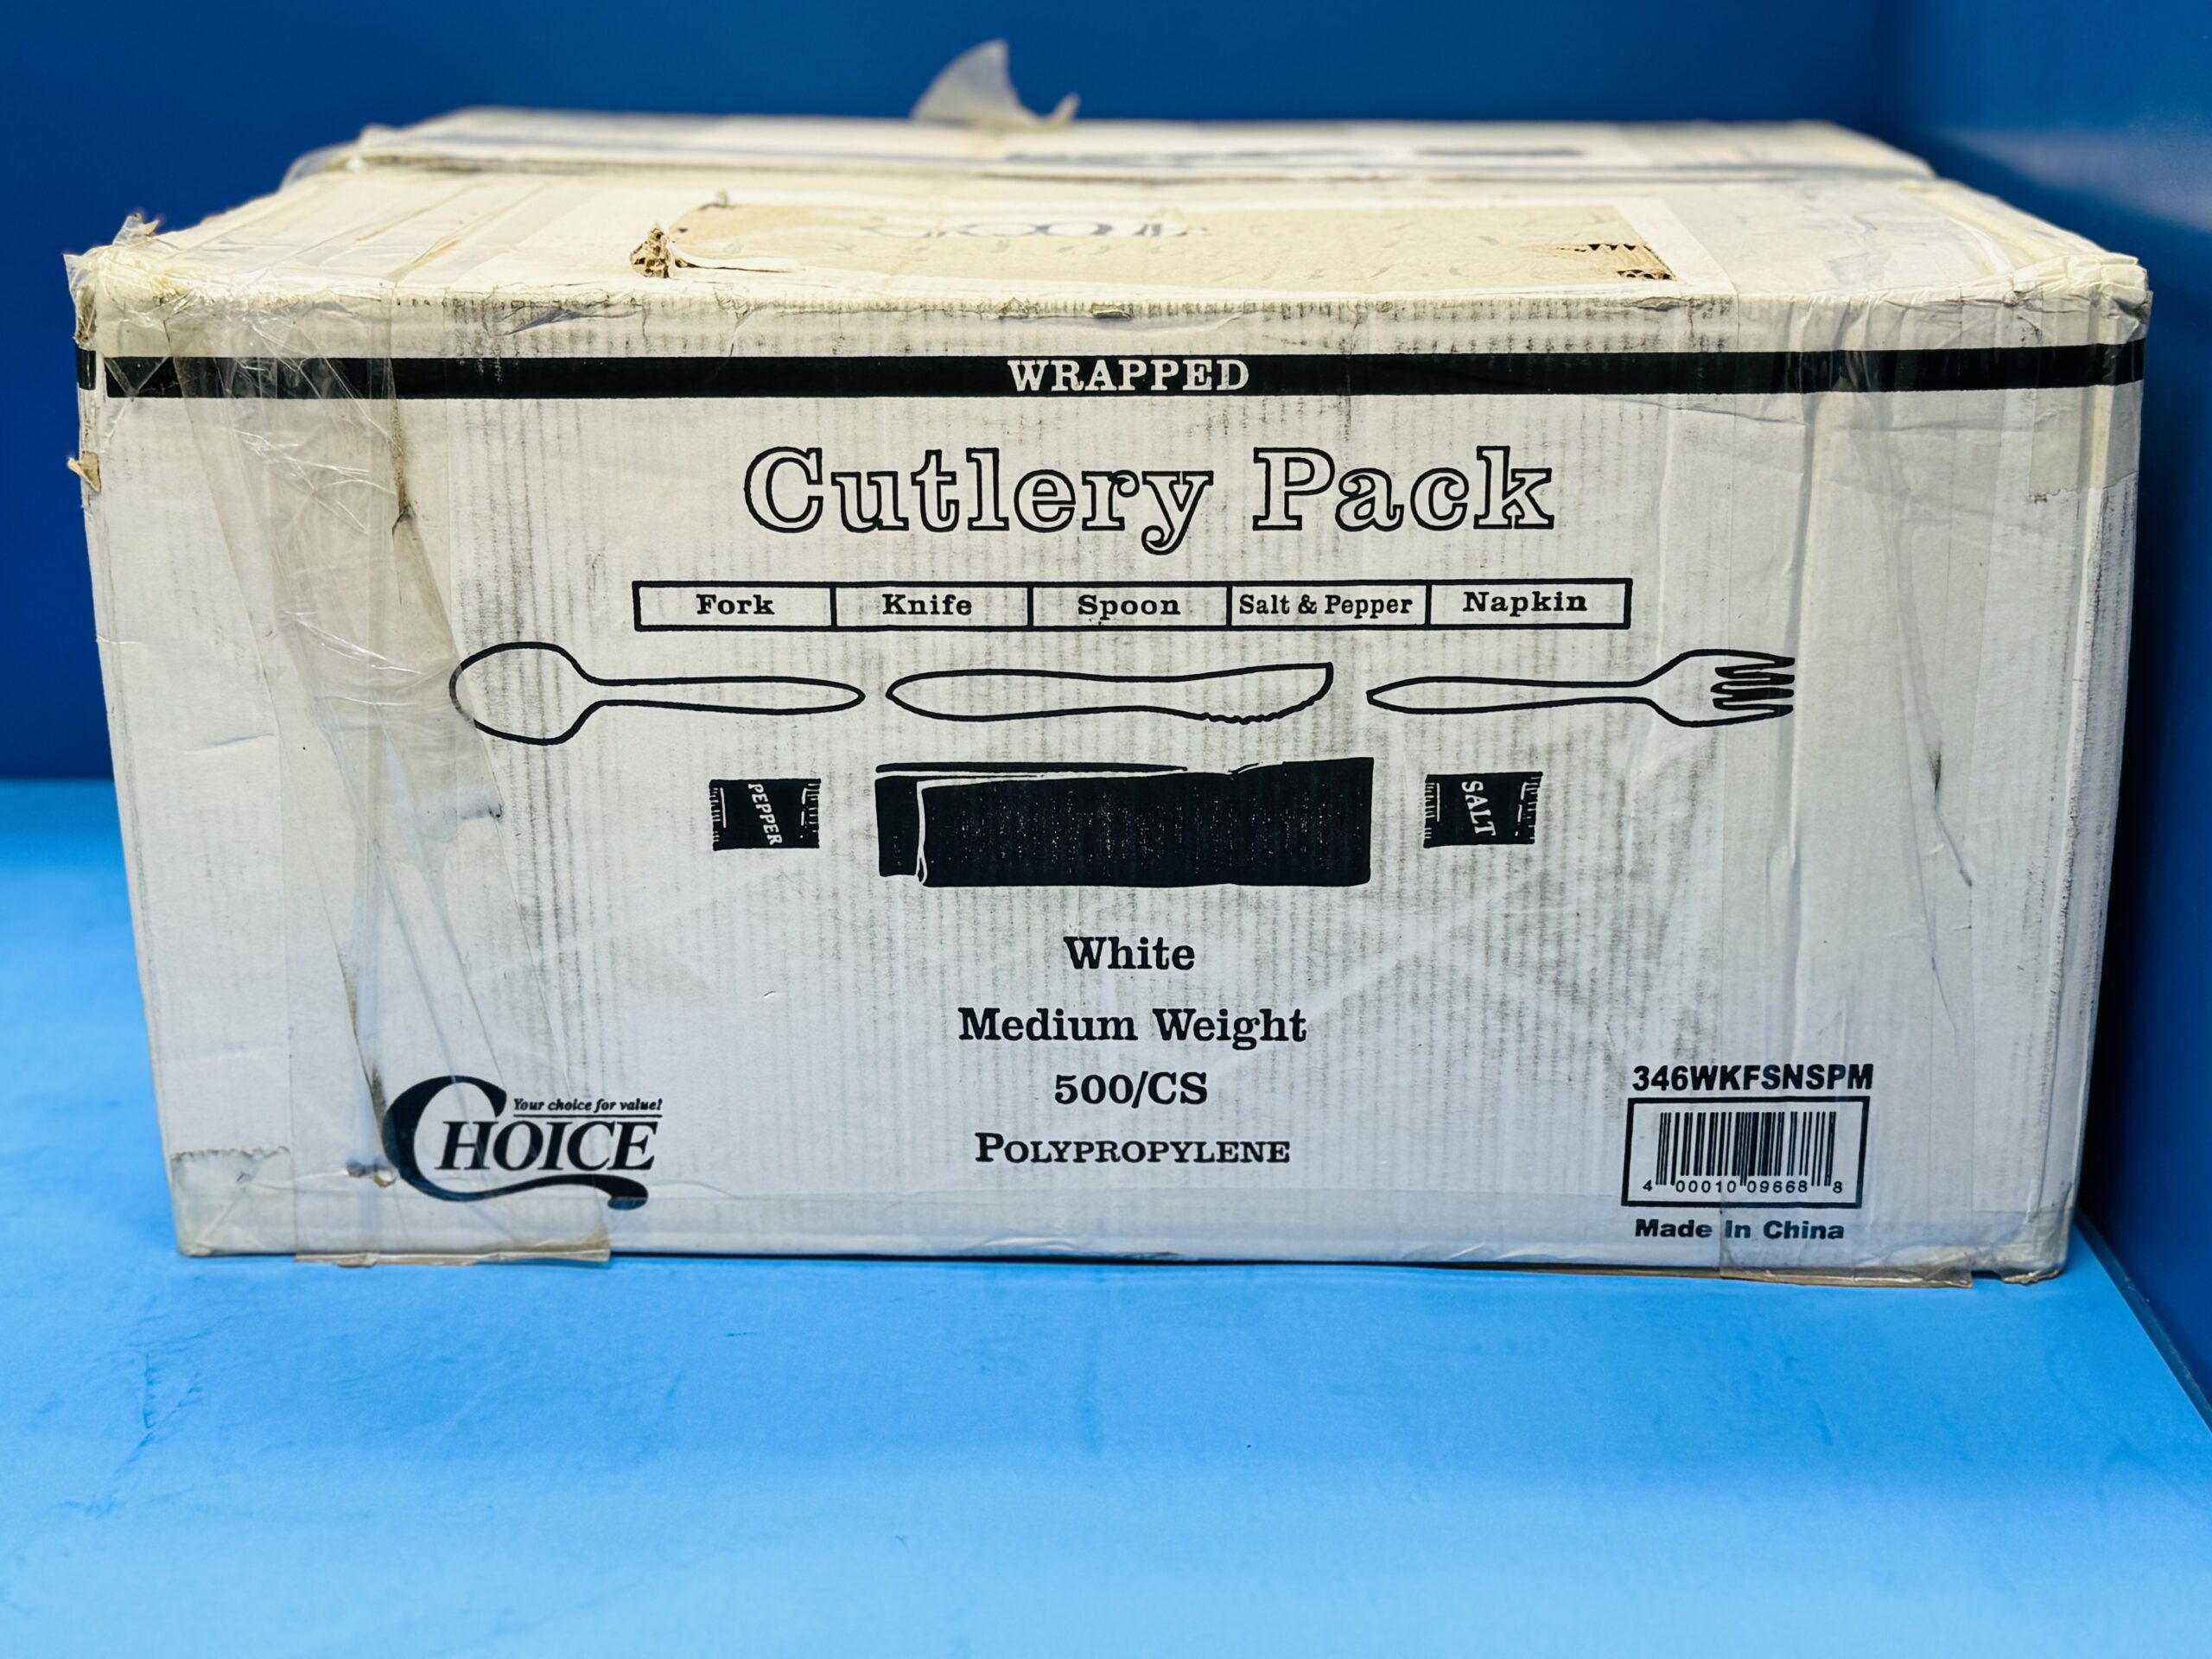 WRAPPED
Cutlery Pack
Fork Knife Spoon Salt & Pepper Napkin
PEPPER
SALT
White
Medium Weight
500/CS
POLYPROPYLENE
Your choice for value!
CHOICE
346WKFSNSPM
4 00010 09668 8
Made In China